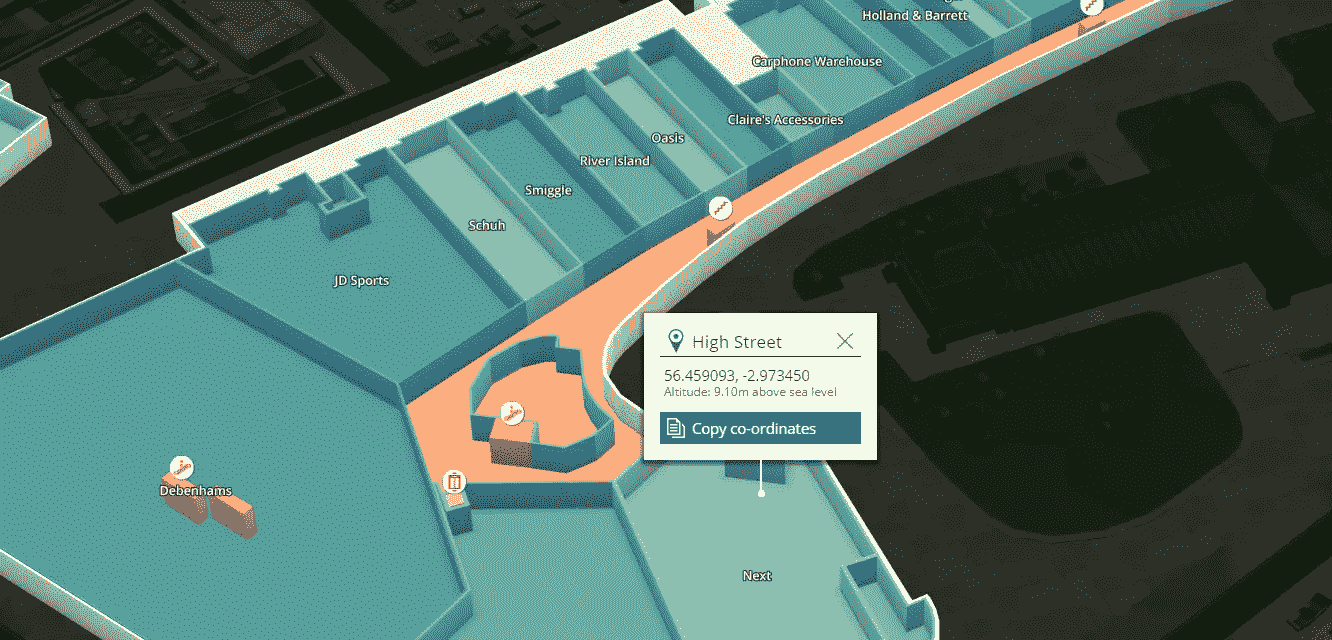 Holland & Barrett
Carphone Warehouse
Claire's Accessories
Oasis
River Island
Smiggle
Schuh
JD Sports
High Street
56.459093, -2.973450
Altitude: 9.10m above sea level
Copy co-ordinates
Debenhams
Next